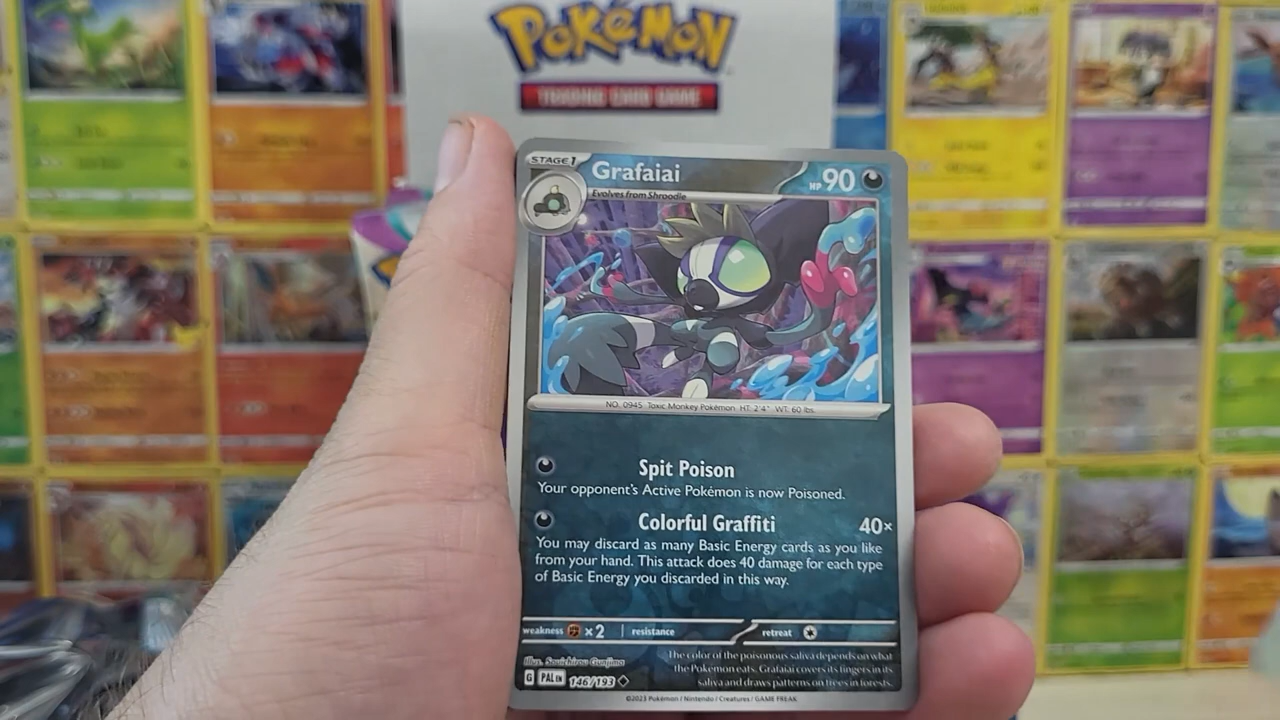 POKéMON
TRADING CARD GAME
STAGE1
Grafaiai
HP 90
Evolves from Shroodle
NO. 0945 Toxic Monkey Pokémon HT: 2'4" WT: 60 lbs.
Spit Poison
Your opponent's Active Pokémon is now Poisoned.
Colorful Graffiti 40×
You may discard as many Basic Energy cards as you like
from your hand. This attack does 40 damage for each type
of Basic Energy you discarded in this way.
weakness ×2 resistance retreat
Illus. Souichirou Gunjima
The color of the poisonous saliva depends on what
the Pokémon eats. Grafaiai covers its fingers in its
saliva and draws patterns on trees in forests.
G PAL EN 146/193
©2023 Pokémon / Nintendo / Creatures / GAME FREAK